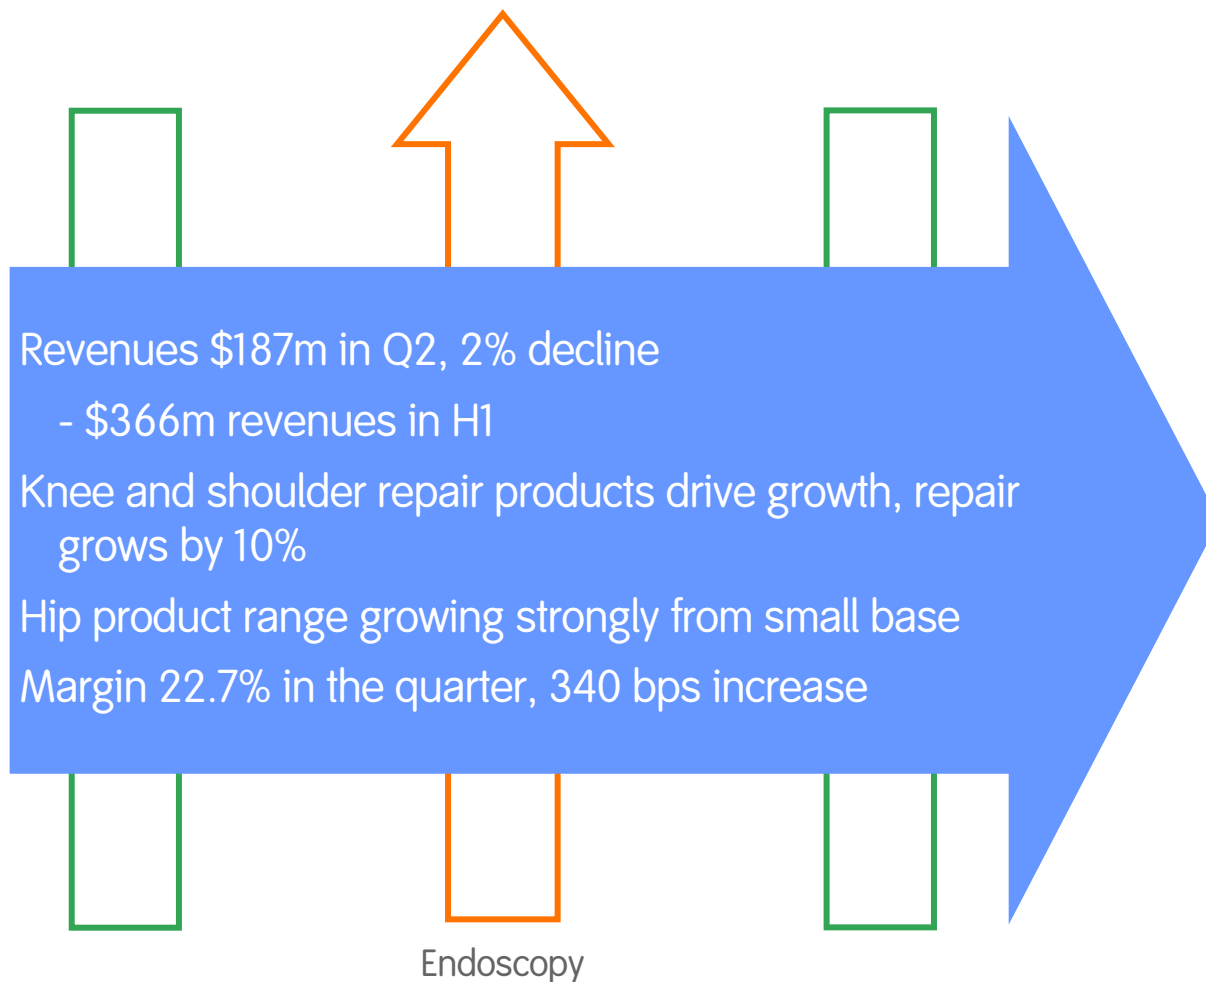 Revenues $187m in Q2, 2% decline
- $366m revenues in H1
Knee and shoulder repair products drive growth, repair
grows by 10%
Hip product range growing strongly from small base
Margin 22.7% in the quarter, 340 bps increase
Endoscopy